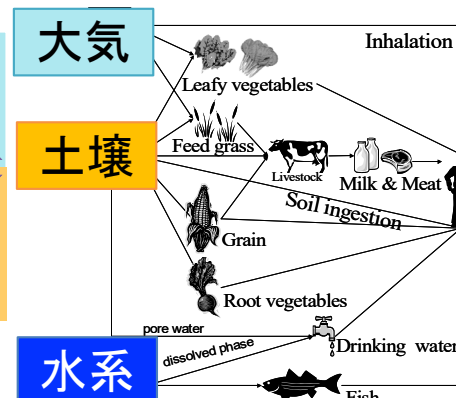 大気
Inhalation
Leafy vegetables
Feed grass
土壌
Livestock
Milk & Meat
Soil ingestion
Grain
Root vegetables
pore water
dissolved phase
Drinking water
水系
Fish